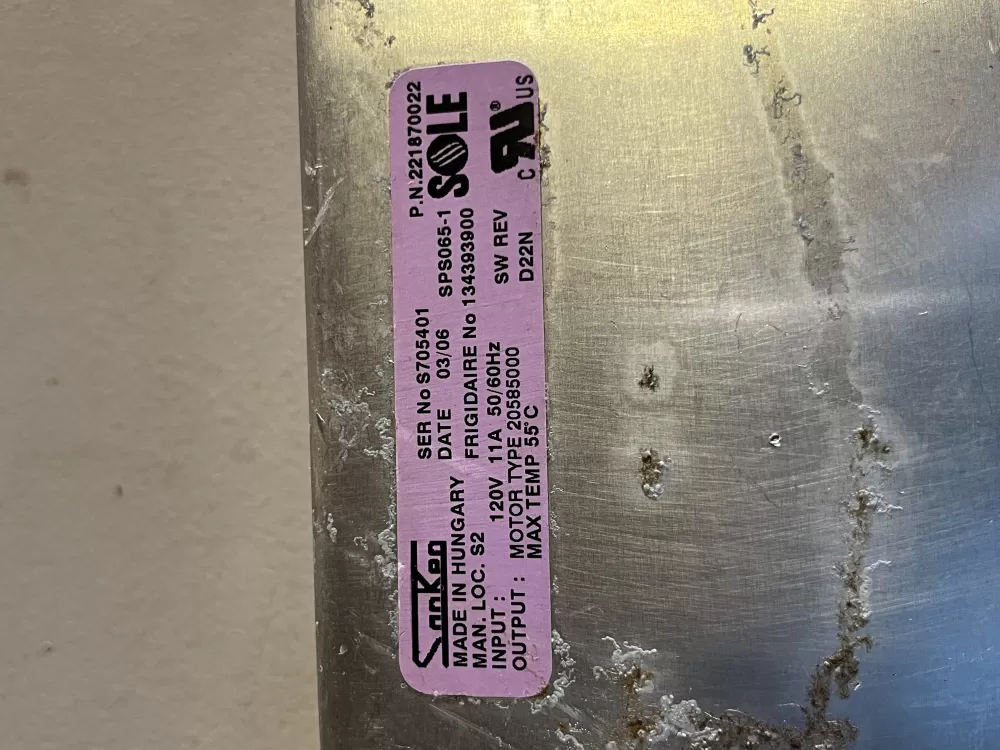 SanKen
P.N.221870022
SOLE
MADE IN HUNGARY
SER No S705401
MAN. LOC. S2
DATE 03/06 SPS065-1
FRIGIDAIRE No 134393900
INPUT : 120V 11A 50/60Hz
SW REV
OUTPUT : MOTOR TYPE 20585000
D22N
MAX TEMP 55°C
C RU ® US